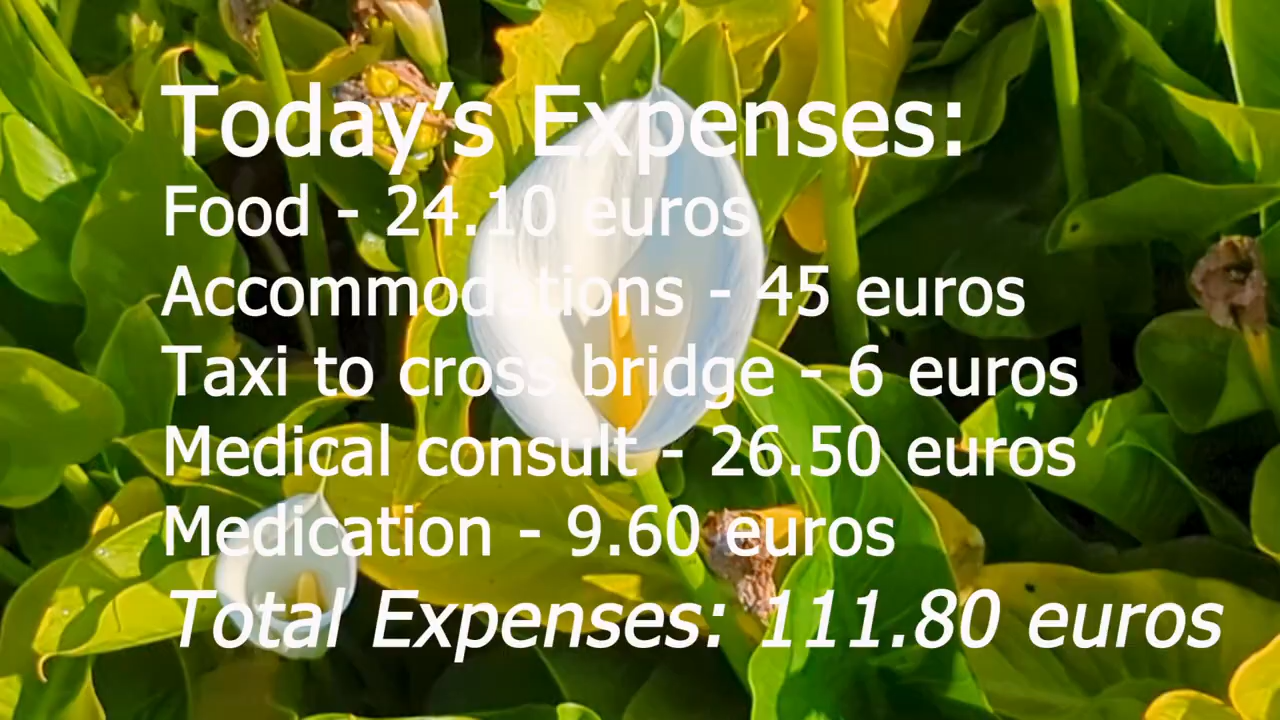 Today’s Expenses:
Food - 24.10 euros
Accommodations - 45 euros
Taxi to cross bridge - 6 euros
Medical consult - 26.50 euros
Medication - 9.60 euros
Total Expenses: 111.80 euros